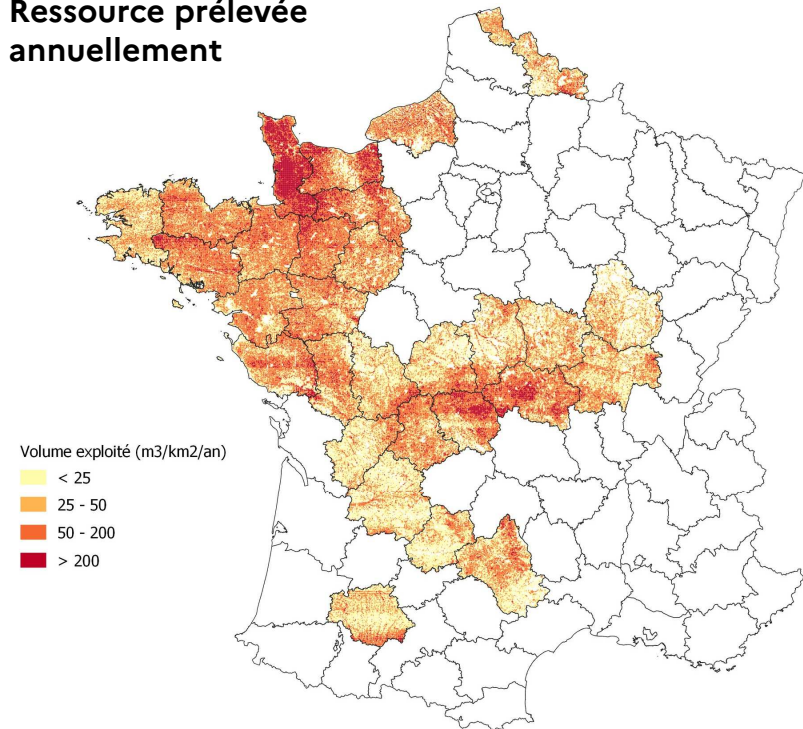 Ressource prélevée
annuellement
Volume exploité (m3/km2/an)
< 25
25 - 50
50 - 200
> 200